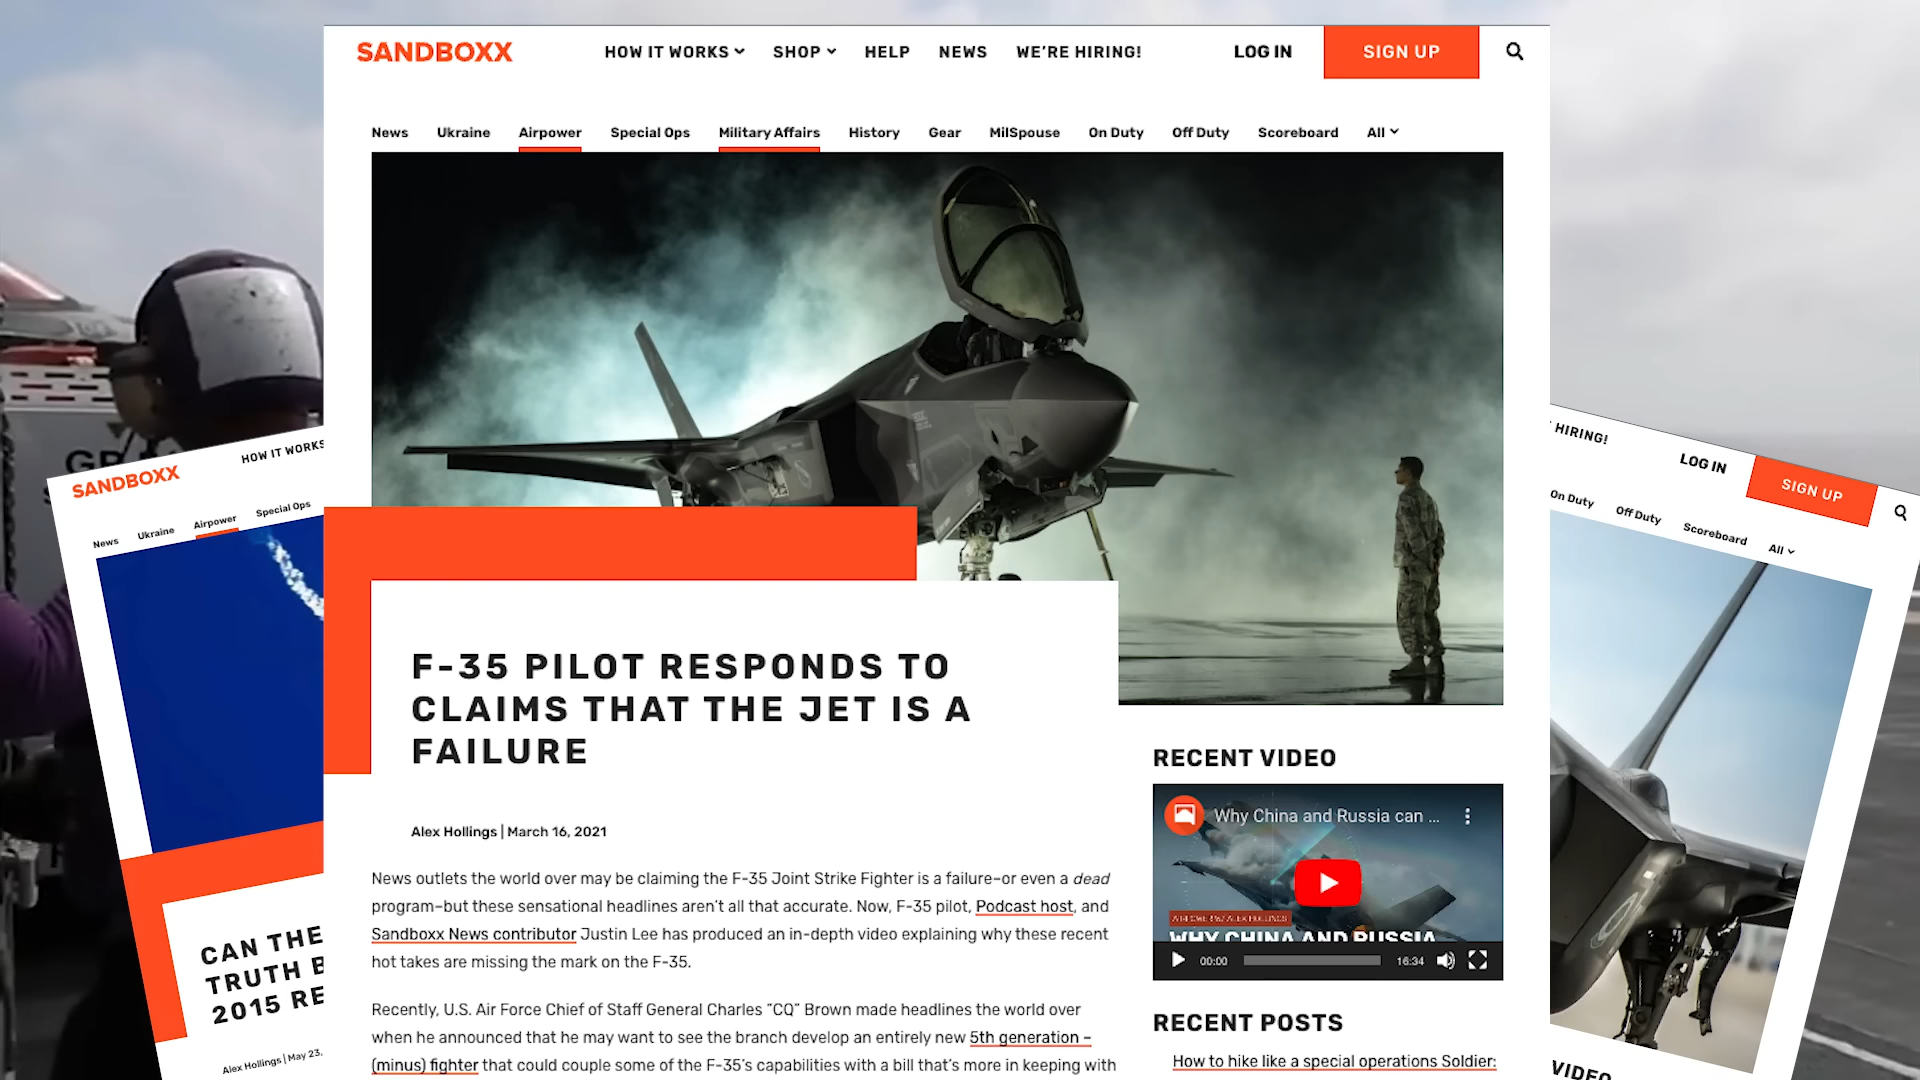 SANDBOXX
HOW IT WORKS SHOP HELP NEWS WE'RE HIRING! LOG IN SIGN UP
News Ukraine Airpower Special Ops Military Affairs History Gear MilSpouse On Duty Off Duty Scoreboard All
F-35 PILOT RESPONDS TO
CLAIMS THAT THE JET IS A
FAILURE
Alex Hollings | March 16, 2021
News outlets the world over may be claiming the F-35 Joint Strike Fighter is a failure–or even a dead
program–but these sensational headlines aren't all that accurate. Now, F-35 pilot, Podcast host, and
Sandboxx News contributor Justin Lee has produced an in-depth video explaining why these recent
hot takes are missing the mark on the F-35.
Recently, U.S. Air Force Chief of Staff General Charles "CQ" Brown made headlines the world over
when he announced that he may want to see the branch develop an entirely new 5th generation –
(minus) fighter that could couple some of the F-35's capabilities with a bill that's more in keeping with
RECENT VIDEO
Why China and Russia can ...
AIRPOWER W/ ALEX HOLLINGS
WHY CHINA AND RUSSIA
00:00 16:34
RECENT POSTS
How to hike like a special operations Soldier:
SANDBOXX
HOW IT WORKS
News Ukraine Airpower Special Ops
CAN THE
TRUTH B
2015 RE
Alex Hollings | May 23,
HIRING! LOG IN SIGN UP
On Duty Off Duty Scoreboard All
VIDEO